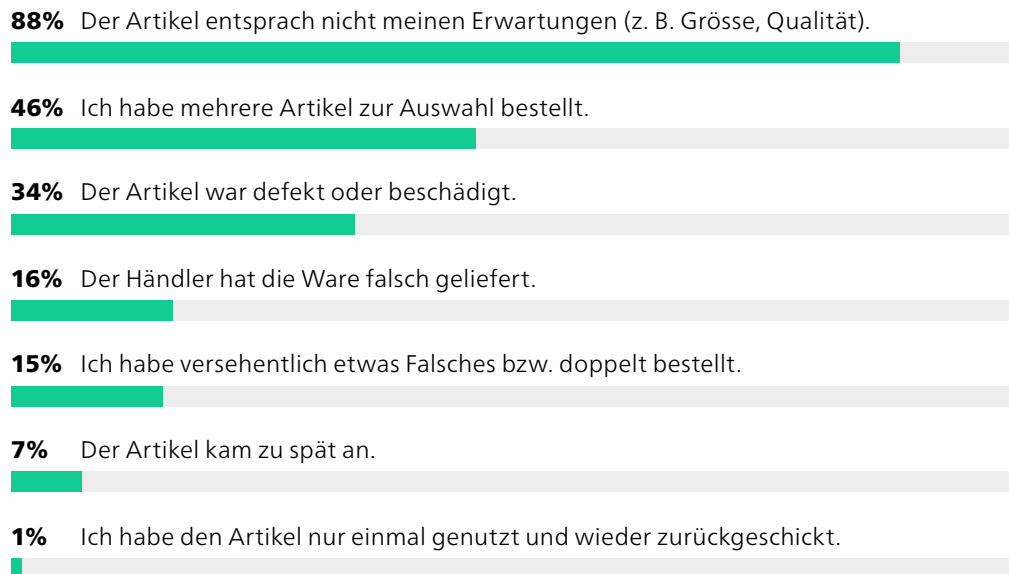 88% Der Artikel entsprach nicht meinen Erwartungen (z. B. Grösse, Qualität).
46% Ich habe mehrere Artikel zur Auswahl bestellt.
34% Der Artikel war defekt oder beschädigt.
16% Der Händler hat die Ware falsch geliefert.
15% Ich habe versehentlich etwas Falsches bzw. doppelt bestellt.
7% Der Artikel kam zu spät an.
1% Ich habe den Artikel nur einmal genutzt und wieder zurückgeschickt.